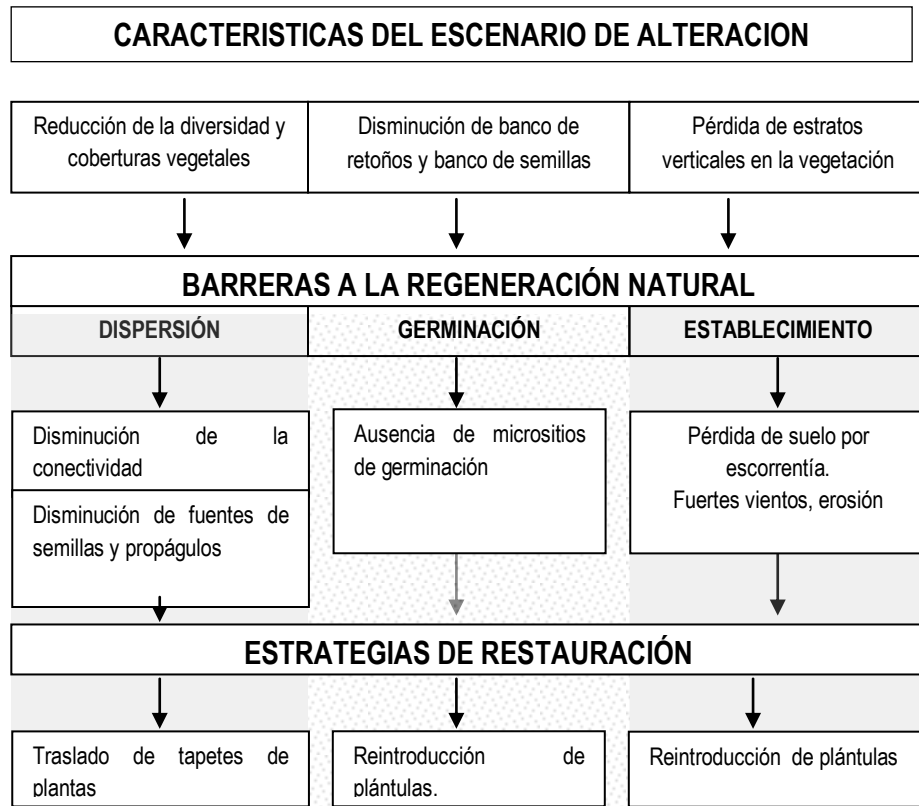 CARACTERISTICAS DEL ESCENARIO DE ALTERACION
Reducción de la diversidad y
coberturas vegetales
Disminución de banco de
retoños y banco de semillas
Pérdida de estratos
verticales en la vegetación
BARRERAS A LA REGENERACIÓN NATURAL
DISPERSIÓN
GERMINACIÓN
ESTABLECIMIENTO
Disminución de la
conectividad
Disminución de fuentes de
semillas y propágulos
Ausencia de micrositios
de germinación
Pérdida de suelo por
escorrentía.
Fuertes vientos, erosión
ESTRATEGIAS DE RESTAURACIÓN
Traslado de tapetes de
plantas
Reintroducción de
plántulas.
Reintroducción de plántulas